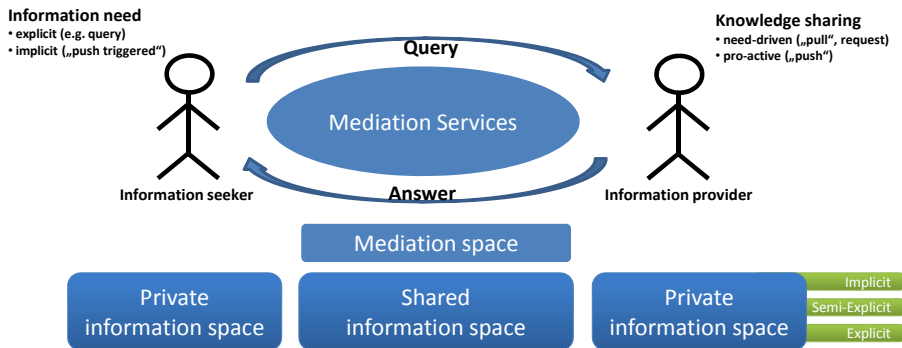 Information need
• explicit (e.g. query)
• implicit („push triggered“)
Knowledge sharing
• need-driven („pull“, request)
• pro-active („push“)
Query
Mediation Services
Answer
Information seeker
Information provider
Mediation space
Private
information space
Shared
information space
Private
information space
Implicit
Semi-Explicit
Explicit